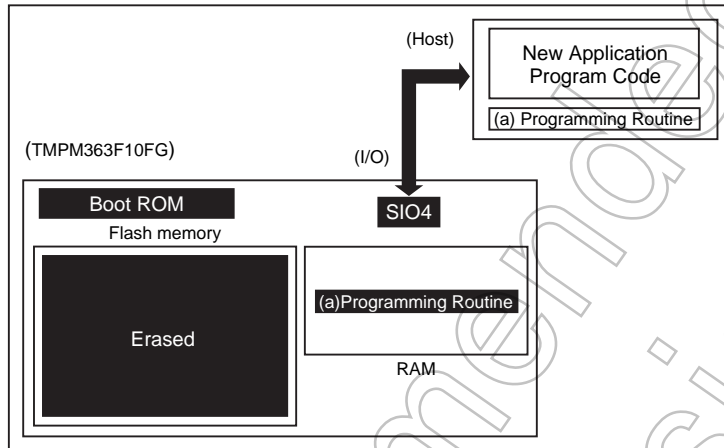 (Host)
New Application
Program Code
(a) Programming Routine
(TMPM363F10FG)
(I/O)
Boot ROM
SIO4
Flash memory
(a)Programming Routine
Erased
RAM